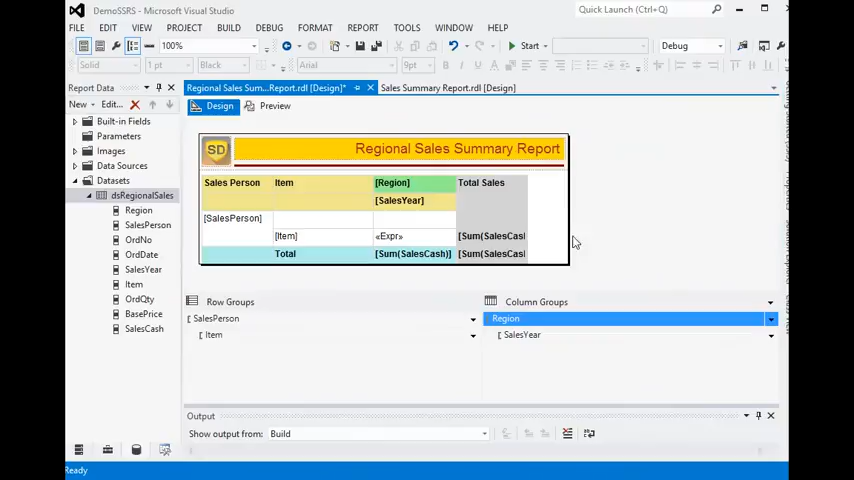 DemoSSRS - Microsoft Visual Studio
Quick Launch (Ctrl+Q)
FILE EDIT VIEW PROJECT BUILD DEBUG FORMAT REPORT TOOLS WINDOW HELP
100% Start Debug
Solid 1 pt Black Arial 9pt
Report Data
Regional Sales Sum...Report.rdl [Design]* Sales Summary Report.rdl [Design]
New Edit...
Design Preview
Built-in Fields
Parameters
Images
Data Sources
Datasets
dsRegionalSales
Region
SalesPerson
OrdNo
OrdDate
SalesYear
Item
OrdQty
BasePrice
SalesCash
SD Regional Sales Summary Report
Sales Person Item [Region] Total Sales
[SalesYear]
[SalesPerson]
[Item] «Expr» [Sum(SalesCasl
Total [Sum(SalesCash)] [Sum(SalesCasl
Row Groups Column Groups
[ SalesPerson Region
[ Item [ SalesYear
Output
Show output from: Build
Ready
Properties
Solution Explorer